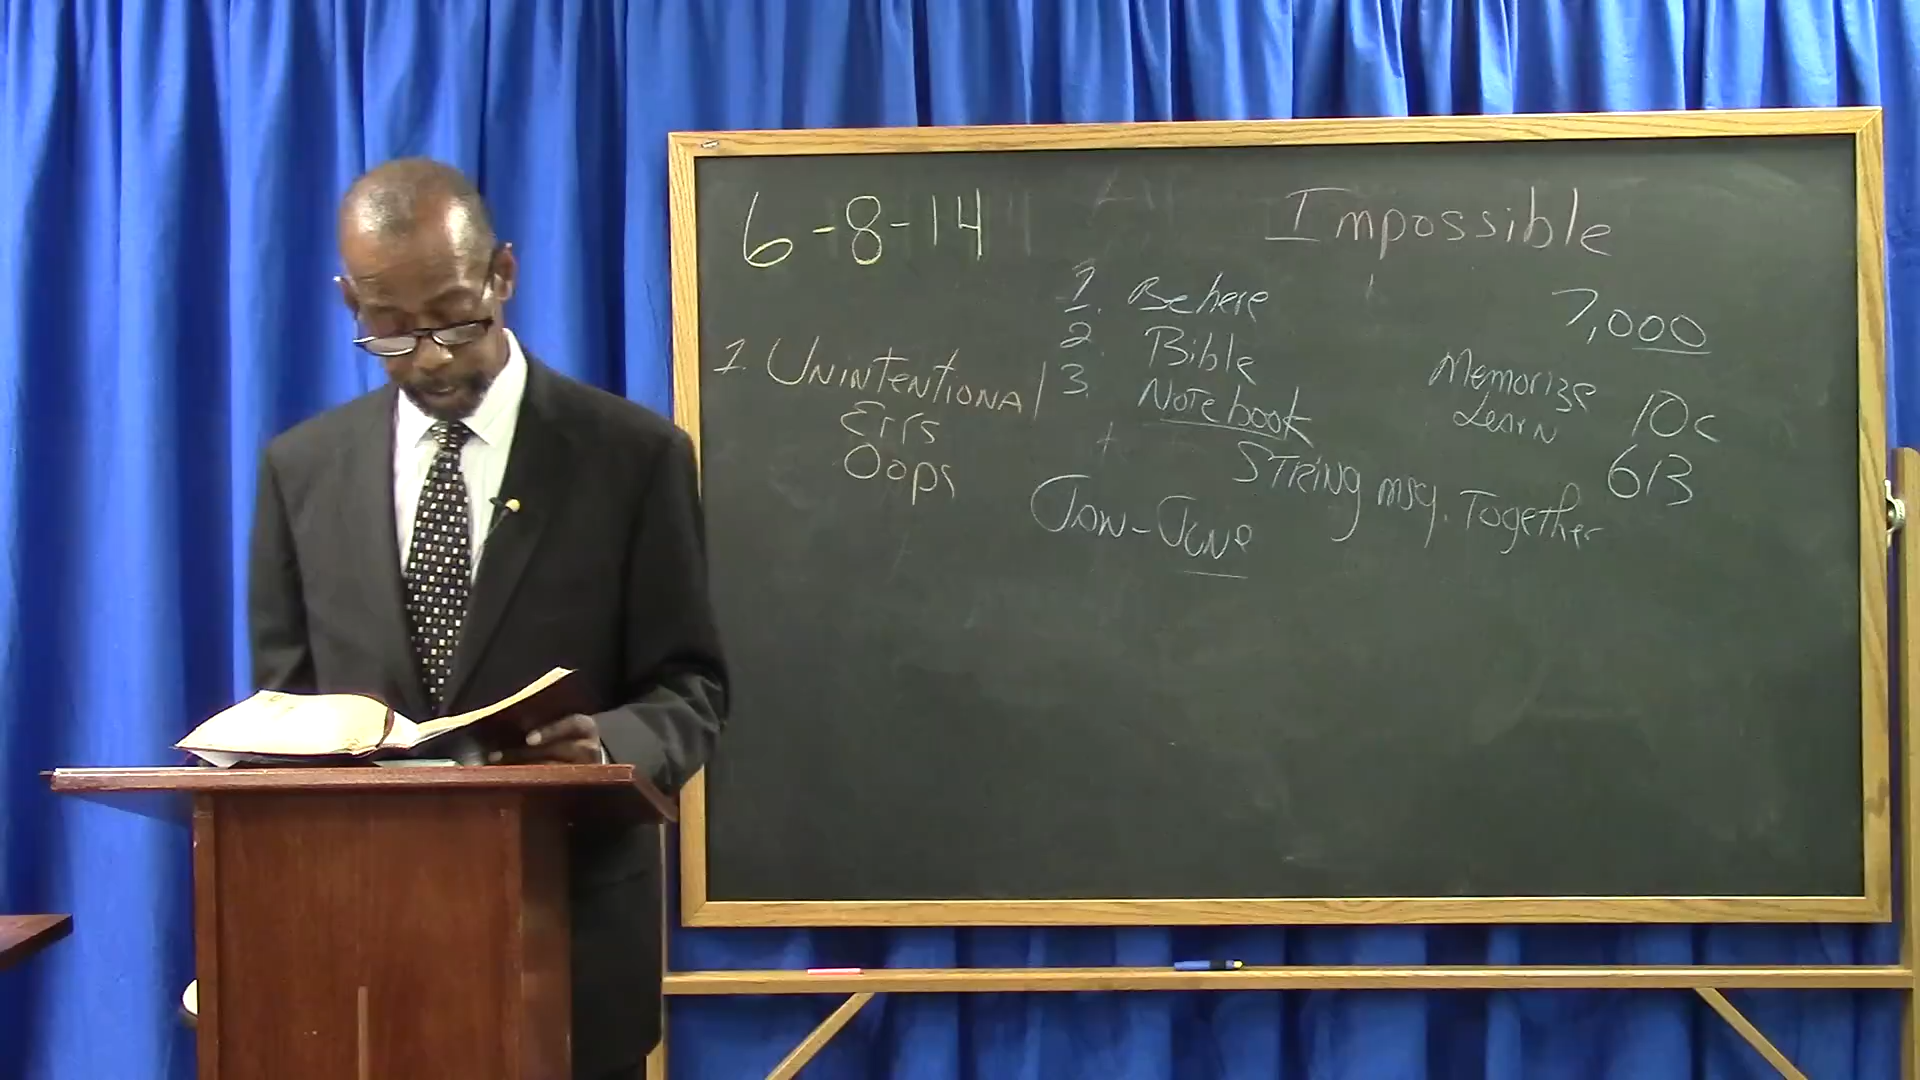 6-8-14
Impossible
1. Be here
2. Bible
3. Notebook
7,000
1. Unintentional
Errs
Oops
Memorize
Learn
10c
613
String msg. Together
Jan-June